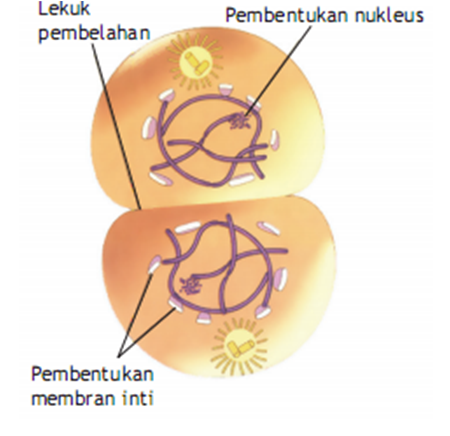 Lekuk
pembelahan
Pembentukan nukleus
Pembentukan
membran inti